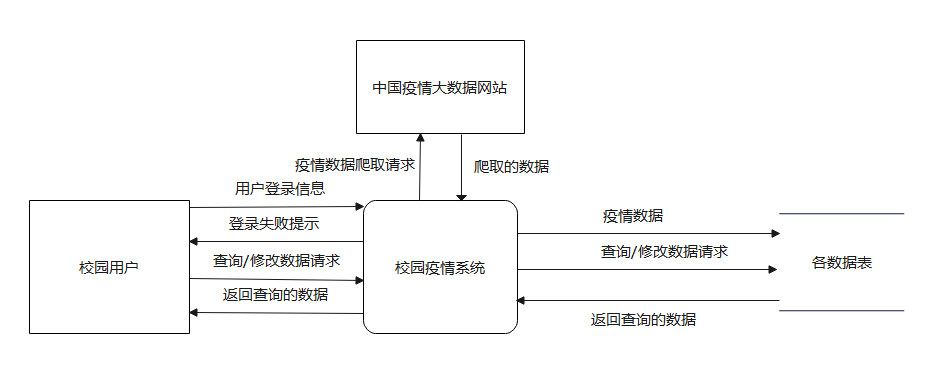 中国疫情大数据网站
疫情数据爬取请求
爬取的数据
用户登录信息
登录失败提示
查询/修改数据请求
返回查询的数据
校园用户
校园疫情系统
疫情数据
查询/修改数据请求
各数据表
返回查询的数据